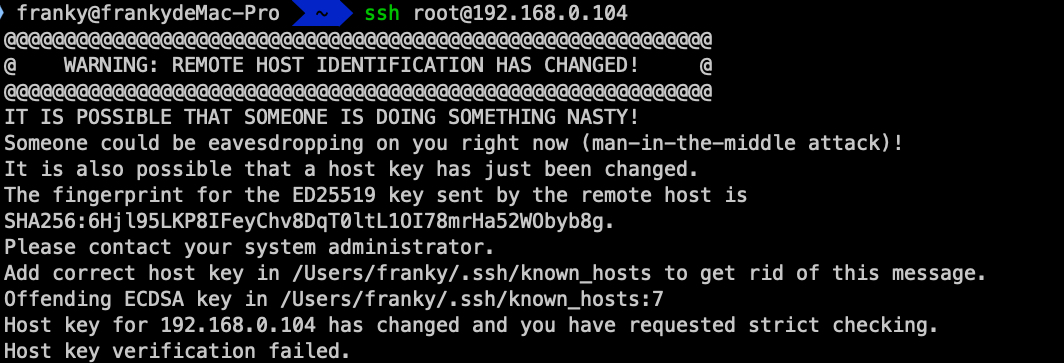 franky@frankydeMac-Pro ~ ssh root@192.168.0.104
@@@@@@@@@@@@@@@@@@@@@@@@@@@@@@@@@@@@@@@@@@@@@@@@@@@@@@@@@@@
@    WARNING: REMOTE HOST IDENTIFICATION HAS CHANGED!     @
@@@@@@@@@@@@@@@@@@@@@@@@@@@@@@@@@@@@@@@@@@@@@@@@@@@@@@@@@@@
IT IS POSSIBLE THAT SOMEONE IS DOING SOMETHING NASTY!
Someone could be eavesdropping on you right now (man-in-the-middle attack)!
It is also possible that a host key has just been changed.
The fingerprint for the ED25519 key sent by the remote host is
SHA256:6Hjl95LKP8IFeyChv8DqT0ltL1OI78mrHa52WObyb8g.
Please contact your system administrator.
Add correct host key in /Users/franky/.ssh/known_hosts to get rid of this message.
Offending ECDSA key in /Users/franky/.ssh/known_hosts:7
Host key for 192.168.0.104 has changed and you have requested strict checking.
Host key verification failed.